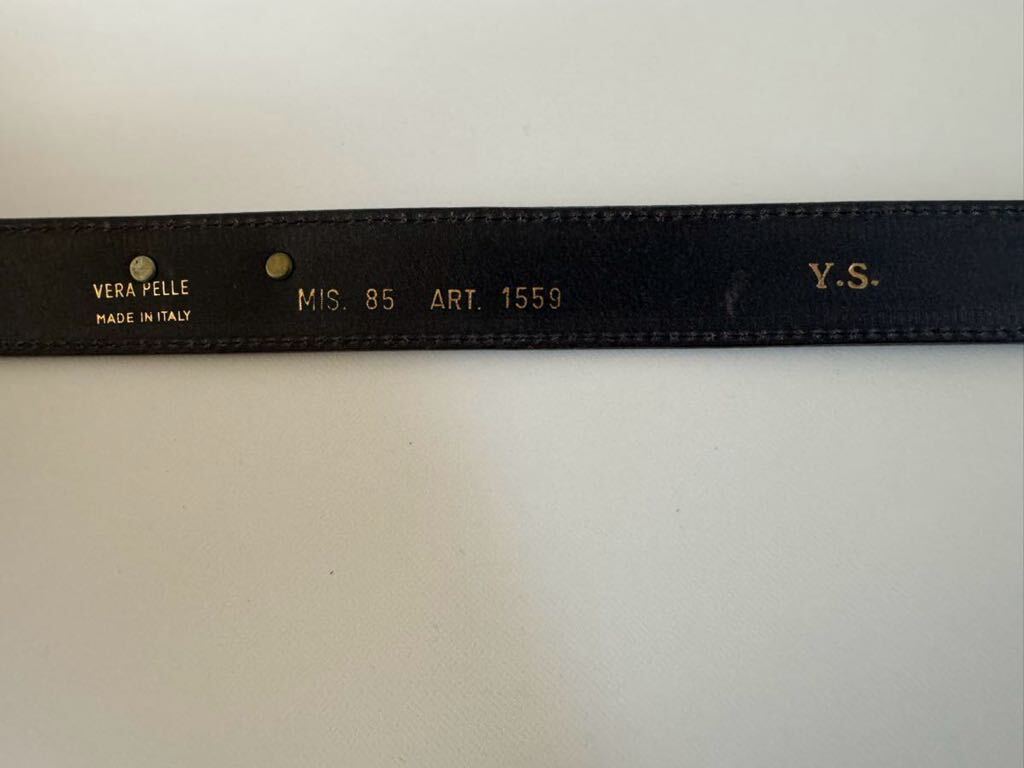 VERA PELLE
MADE IN ITALY
MIS. 85 ART. 1559
Y.S.